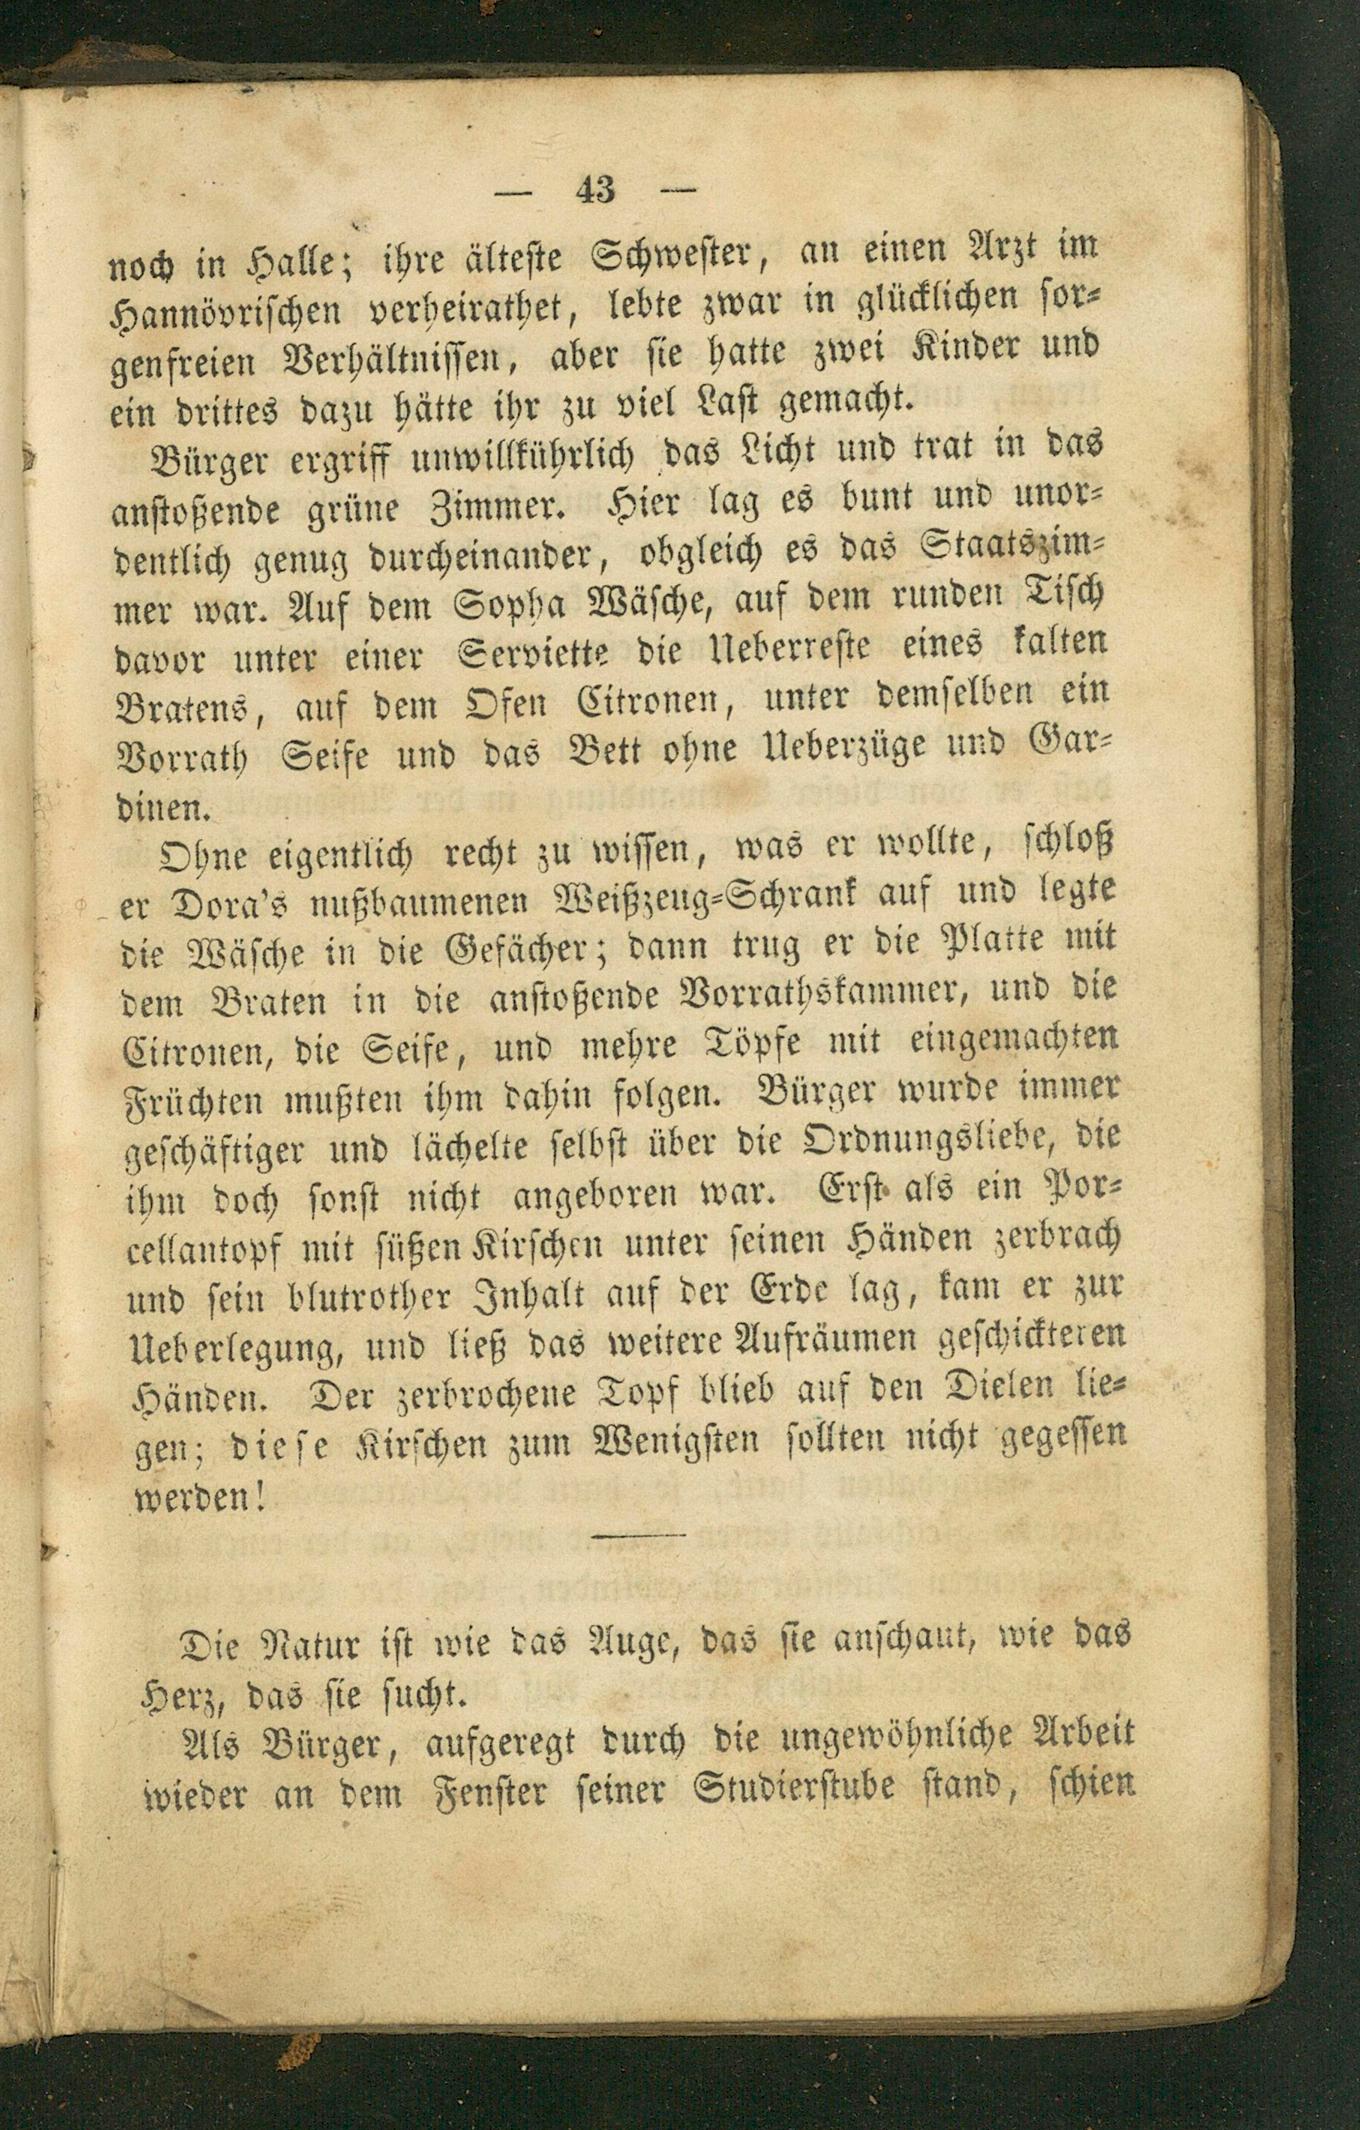 — 43 —
noch in Halle; ihre älteste Schwester, an einen Arzt im
Hannövrischen verheirathet, lebte zwar in glücklichen sor-
genfreien Verhältnissen, aber sie hatte zwei Kinder und
ein drittes dazu hätte ihr zu viel Last gemacht.
Bürger ergriff unwillkührlich das Licht und trat in das
anstoßende grüne Zimmer. Hier lag es bunt und unor-
dentlich genug durcheinander, obgleich es das Staatszim-
mer war. Auf dem Sopha Wäsche, auf dem runden Tisch
davor unter einer Serviette die Ueberreste eines kalten
Bratens, auf dem Ofen Citronen, unter demselben ein
Vorrath Seife und das Bett ohne Ueberzüge und Gar-
dinen.
Ohne eigentlich recht zu wissen, was er wollte, schloß
er Dora's nußbaumenen Weißzeug-Schrank auf und legte
die Wäsche in die Gefächer; dann trug er die Platte mit
dem Braten in die anstoßende Vorrathskammer, und die
Citronen, die Seife, und mehre Töpfe mit eingemachten
Früchten mußten ihm dahin folgen. Bürger wurde immer
geschäftiger und lächelte selbst über die Ordnungsliebe, die
ihm doch sonst nicht angeboren war. Erst als ein Por-
cellantopf mit süßen Kirschen unter seinen Händen zerbrach
und sein blutrother Inhalt auf der Erde lag, kam er zur
Ueberlegung, und ließ das weitere Aufräumen geschickteren
Händen. Der zerbrochene Topf blieb auf den Dielen lie-
gen; diese Kirschen zum Wenigsten sollten nicht gegessen
werden!
Die Natur ist wie das Auge, das sie anschaut, wie das
Herz, das sie sucht.
Als Bürger, aufgeregt durch die ungewöhnliche Arbeit
wieder an dem Fenster seiner Studierstube stand, schien